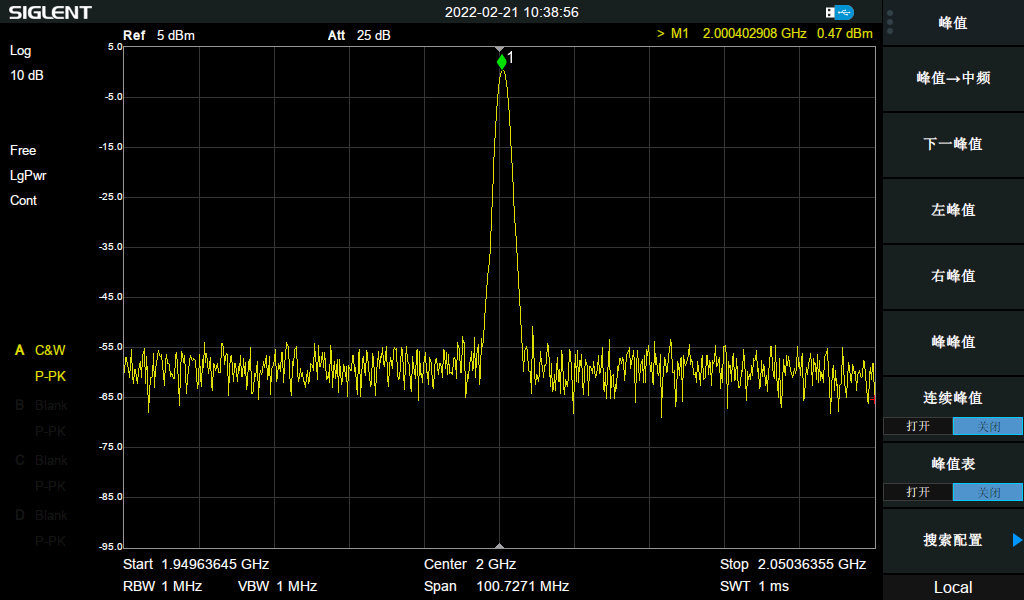 SIGLENT
2022-02-21 10:38:56
Ref 5 dBm
Att 25 dB
> M1 2.000402908 GHz 0.47 dBm
1
Log
10 dB
Free
LgPwr
Cont
A C&W
P-PK
B Blank
P-PK
C Blank
P-PK
D Blank
P-PK
5.0
-5.0
-15.0
-25.0
-35.0
-45.0
-55.0
-65.0
-75.0
-85.0
-95.0
Start 1.94963645 GHz
Center 2 GHz
Stop 2.05036355 GHz
RBW 1 MHz
VBW 1 MHz
Span 100.7271 MHz
SWT 1 ms
峰值
峰值→中频
下一峰值
左峰值
右峰值
峰峰值
连续峰值
打开 关闭
峰值表
打开 关闭
搜索配置
Local